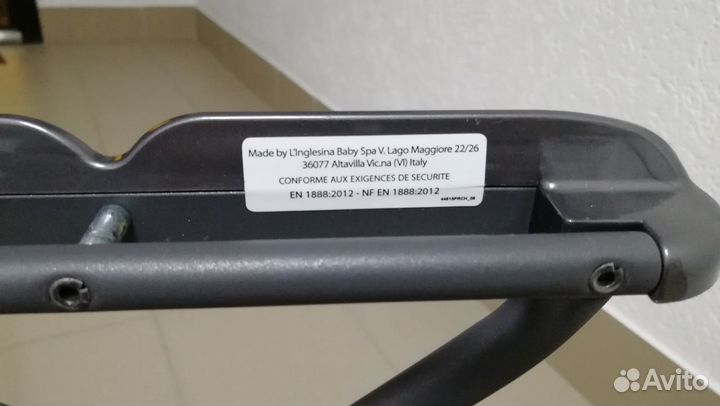 Made by L'Inglesina Baby Spa V. Lago Maggiore 22/26
36077 Altavilla Vic.na (VI) Italy
CONFORME AUX EXIGENCES DE SECURITE
EN 1888:2012 - NF EN 1888:2012
44615PRCH_08
Avito